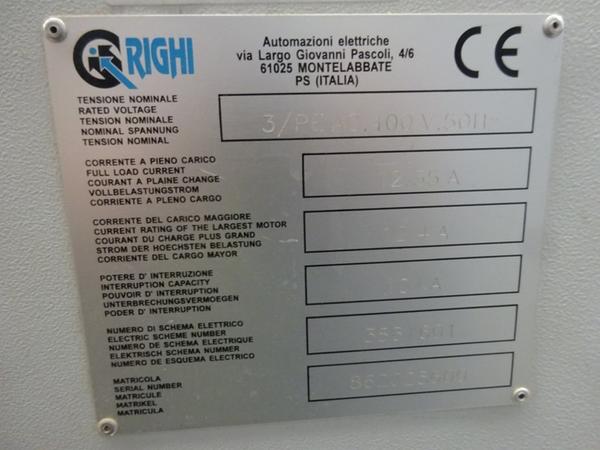 RIGHI
Automazioni elettriche
via Largo Giovanni Pascoli, 4/6
61025 MONTELABBATE
PS (ITALIA)
CE
TENSIONE NOMINALE
RATED VOLTAGE
TENSION NOMINALE
NOMINAL SPANNUNG
TENSION NOMINAL
400 V.
CORRENTE A PIENO CARICO
FULL LOAD CURRENT
COURANT A PLAINE CHANGE
VOLLBELASTUNGSTROM
CORRIENTE A PLENO CARGO
A
CORRENTE DEL CARICO MAGGIORE
CURRENT RATING OF THE LARGEST MOTOR
COURANT DU CHARGE PLUS GRAND
STROM DER HOECHSTEN BELASTUNG
CORRIENTE DEL CARGO MAYOR
A
POTERE D' INTERRUZIONE
INTERRUPTION CAPACITY
POUVOIR D' INTERRUPTION
UNTERBRECHUNGSVERMOEGEN
PODER D' INTERRUPTION
NUMERO DI SCHEMA ELETTRICO
ELECTRIC SCHEME NUMBER
NUMERO DE SCHEMA ELECTRIQUE
ELEKTRISCH SCHEMA NUMMER
NUMERO DE ESQUEMA ELECTRICO
MATRICOLA
SERIAL NUMBER
MATRICULE
MATRIKEL
MATRICULA